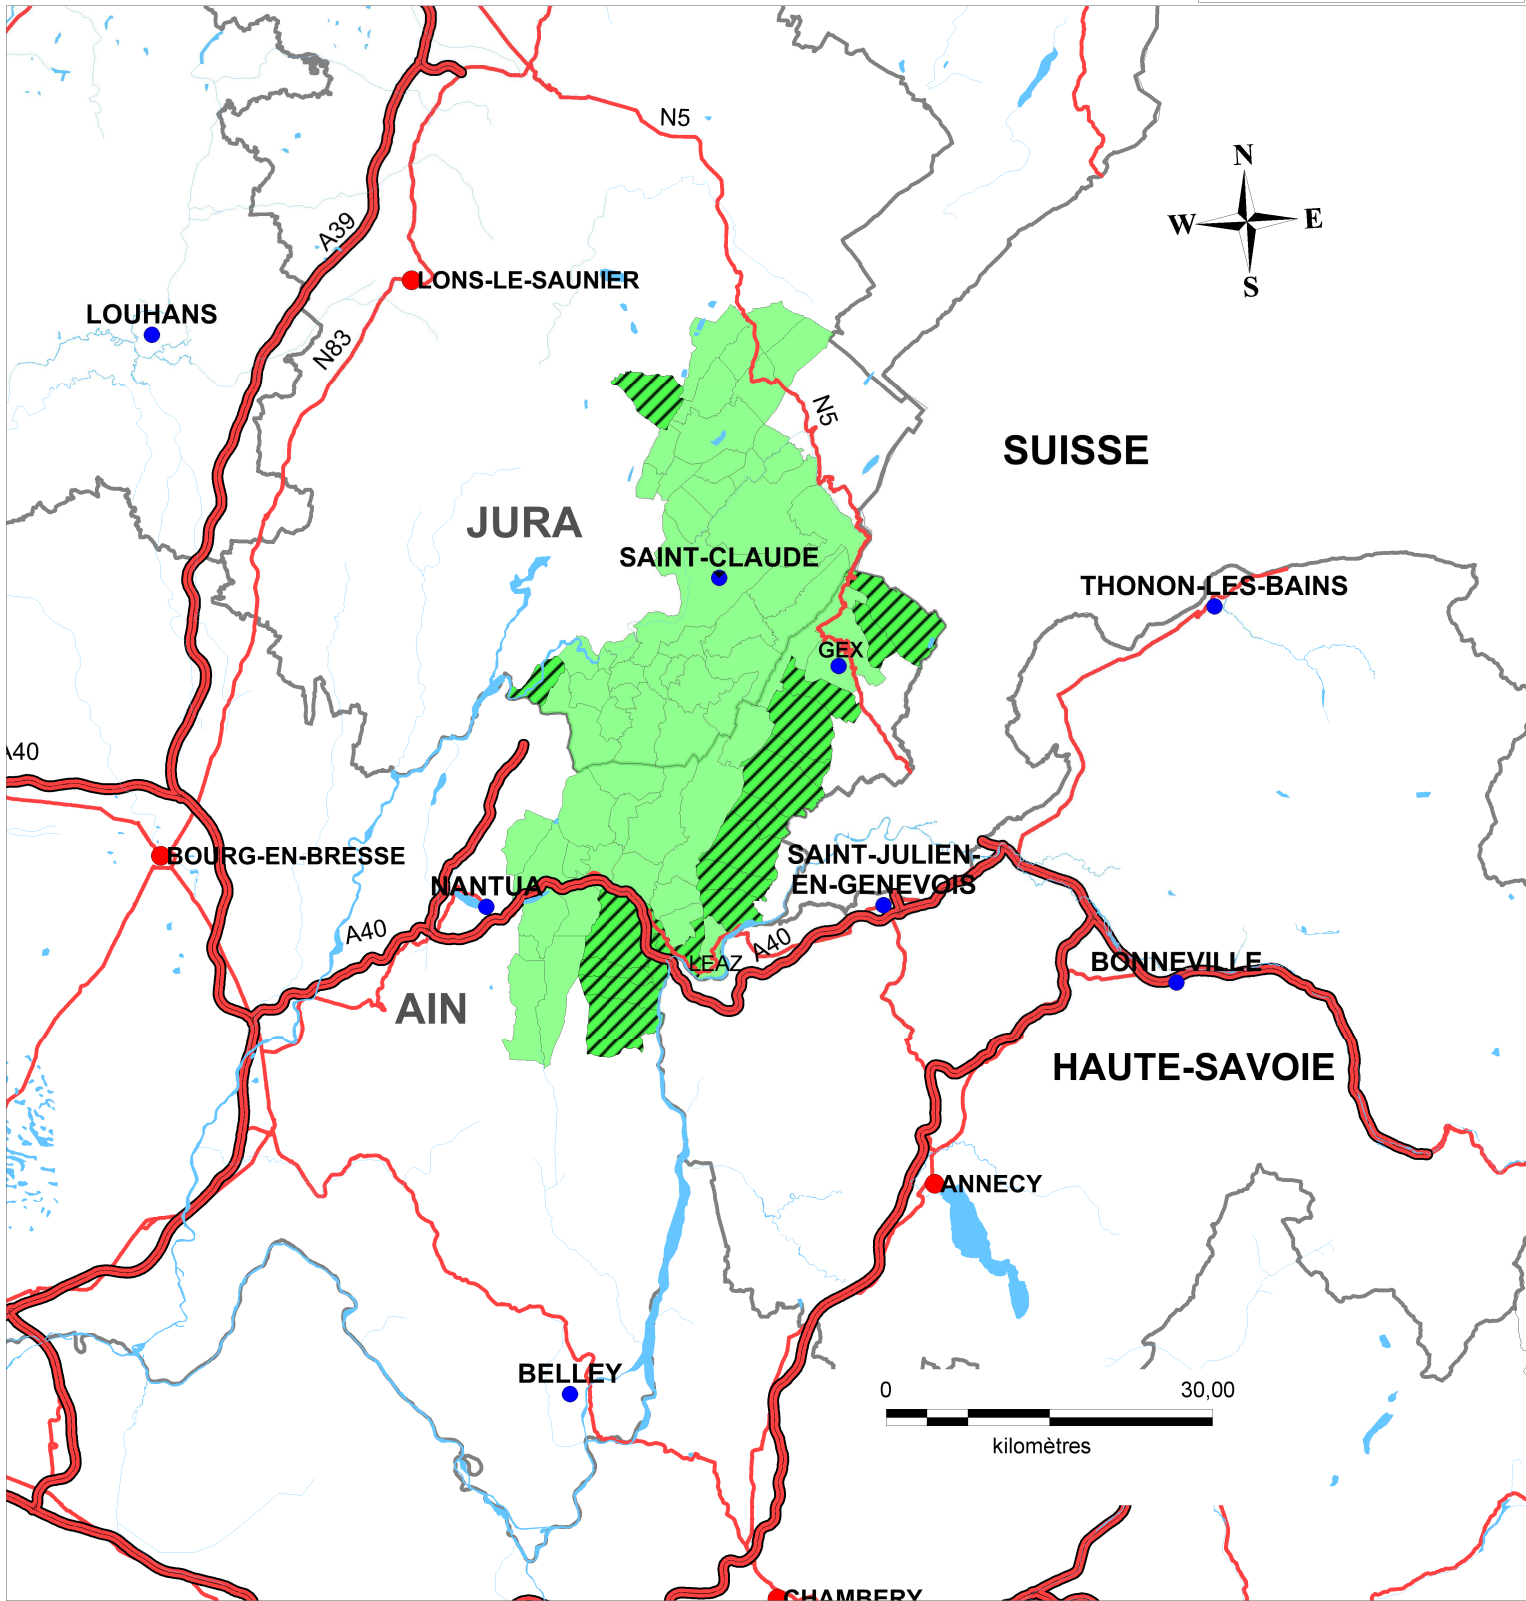 N5
N
W
E
S
A39
LONS-LE-SAUNIER
LOUHANS
N83
N5
SUISSE
JURA
SAINT-CLAUDE
THONON-LES-BAINS
GEX
A40
SAINT-JULIEN-
EN-GENEVOIS
BOURG-EN-BRESSE
NANTUA
A40
A40
LEAZ
BONNEVILLE
AIN
HAUTE-SAVOIE
ANNECY
BELLEY
0
30,00
kilomètres
CHAMBERY